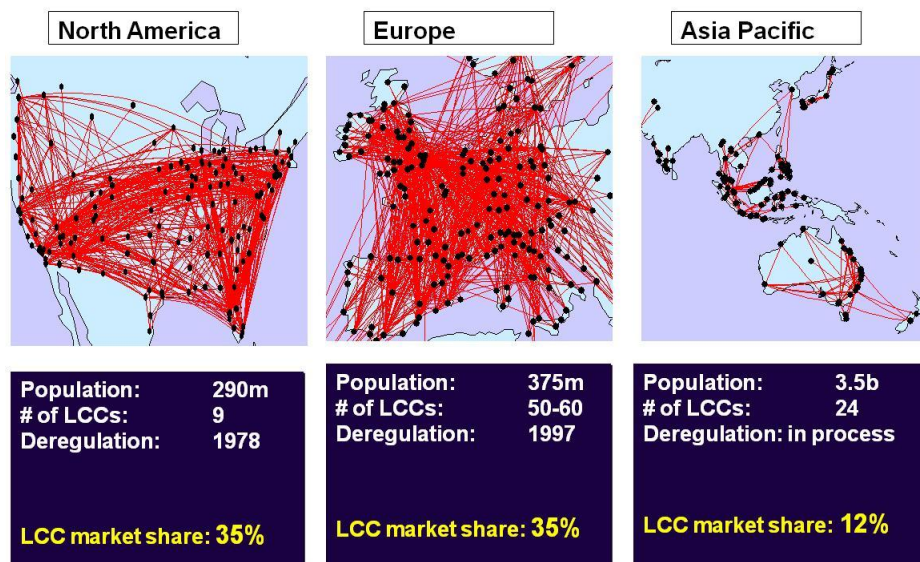 North America
Europe
Asia Pacific
Population: 290m
# of LCCs: 9
Deregulation: 1978
LCC market share: 35%
Population: 375m
# of LCCs: 50-60
Deregulation: 1997
LCC market share: 35%
Population: 3.5b
# of LCCs: 24
Deregulation: in process
LCC market share: 12%